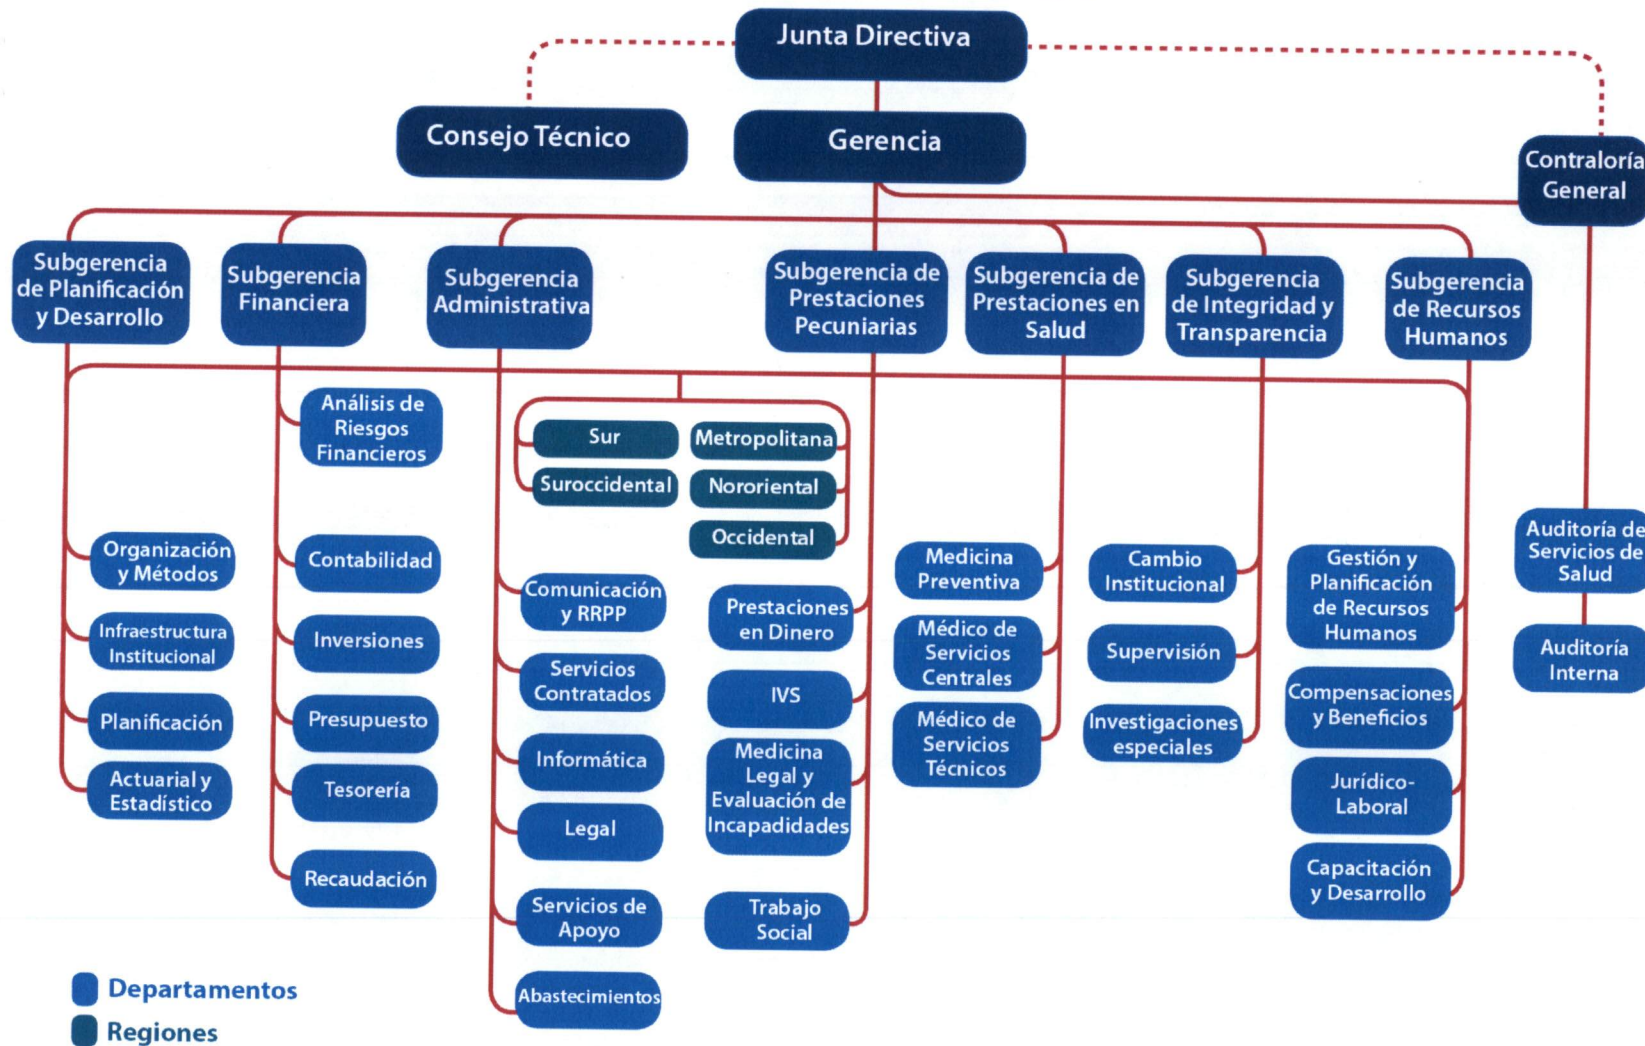 Junta Directiva
Consejo Técnico
Gerencia
Contraloría
General
Subgerencia
de Planificación
y Desarrollo
Subgerencia
Financiera
Subgerencia
Administrativa
Subgerencia de
Prestaciones
Pecuniarias
Subgerencia de
Prestaciones en
Salud
Subgerencia
de Integridad y
Transparencia
Subgerencia
de Recursos
Humanos
Análisis de
Riesgos
Financieros
Sur
Metropolitana
Suroccidental
Nororiental
Occidental
Organización
y Métodos
Infraestructura
Institucional
Planificación
Actuarial y
Estadístico
Contabilidad
Inversiones
Presupuesto
Tesorería
Recaudación
Comunicación
y RRPP
Servicios
Contratados
Informática
Legal
Servicios de
Apoyo
Abastecimientos
Prestaciones
en Dinero
IVS
Medicina
Legal y
Evaluación de
Incapadidades
Trabajo
Social
Medicina
Preventiva
Médico de
Servicios
Centrales
Médico de
Servicios
Técnicos
Cambio
Institucional
Supervisión
Investigaciones
especiales
Gestión y
Planificación
de Recursos
Humanos
Compensaciones
y Beneficios
Jurídico-
Laboral
Capacitación
y Desarrollo
Auditoría de
Servicios de
Salud
Auditoría
Interna
Departamentos
Regiones